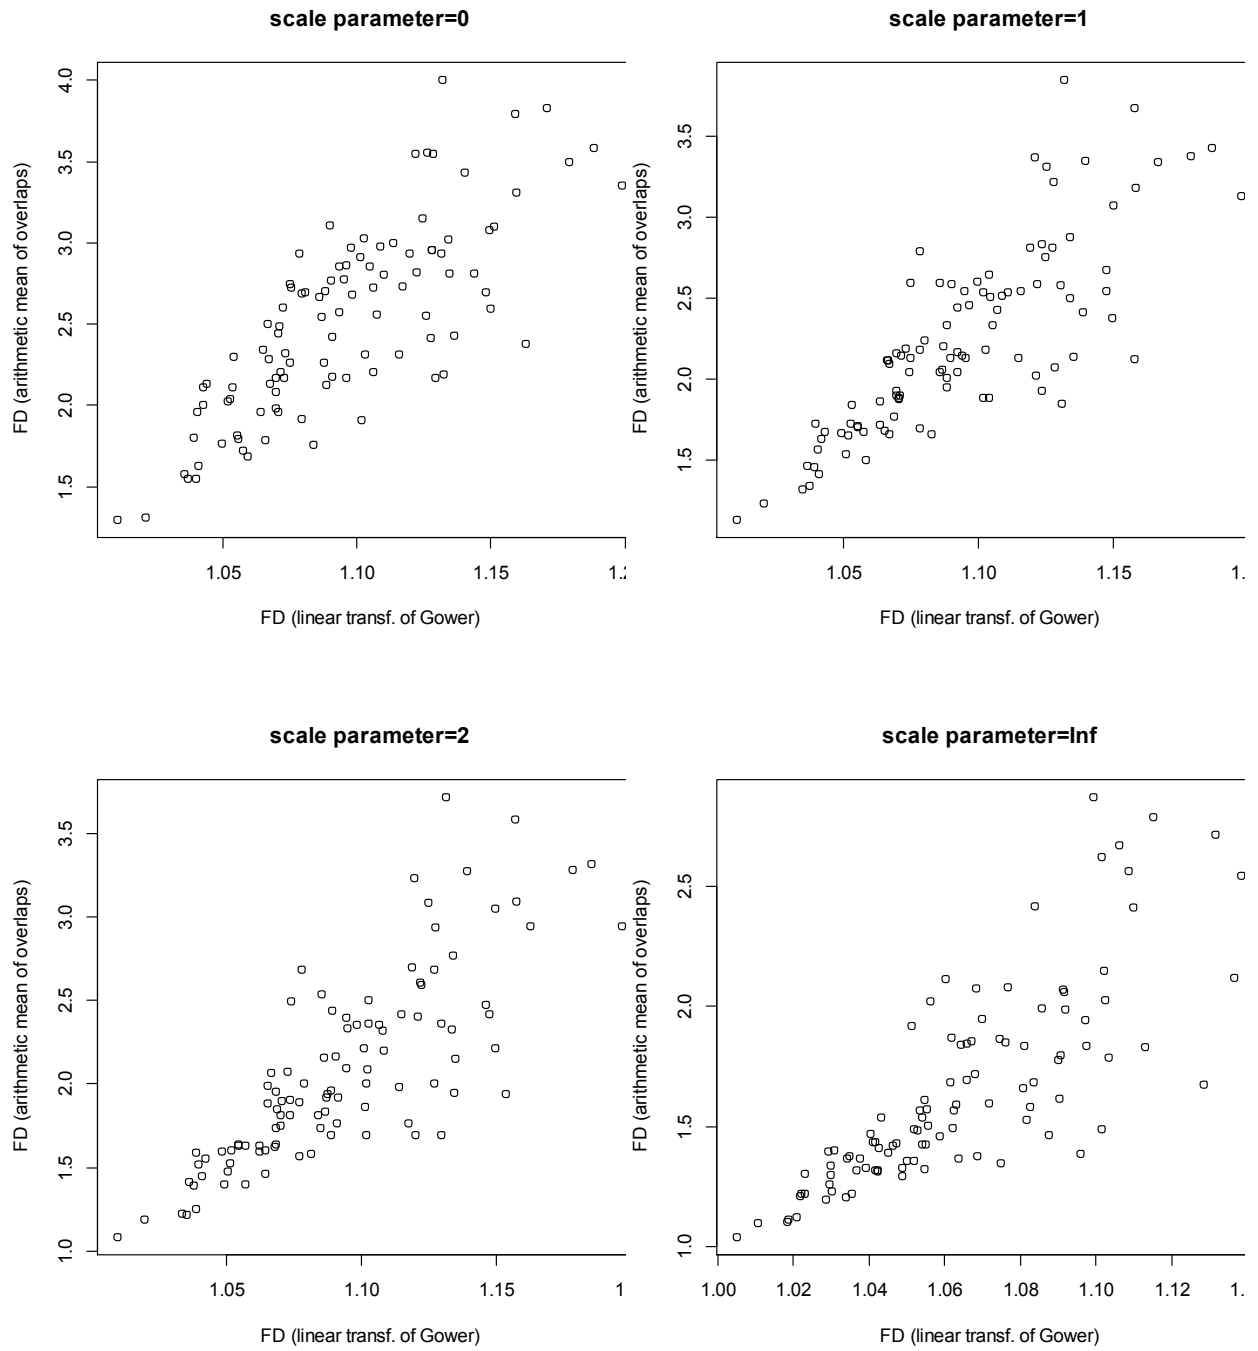 scale parameter=0
4.0
3.5
3.0
2.5
2.0
1.5
FD (arithmetic mean of overlaps)
1.05 1.10 1.15 1.2
FD (linear transf. of Gower)
scale parameter=1
3.5
3.0
2.5
2.0
1.5
FD (arithmetic mean of overlaps)
1.05 1.10 1.15 1.
FD (linear transf. of Gower)
scale parameter=2
3.5
3.0
2.5
2.0
1.5
1.0
FD (arithmetic mean of overlaps)
1.05 1.10 1.15 1
FD (linear transf. of Gower)
scale parameter=Inf
2.5
2.0
1.5
1.0
FD (arithmetic mean of overlaps)
1.00 1.02 1.04 1.06 1.08 1.10 1.12 1.
FD (linear transf. of Gower)